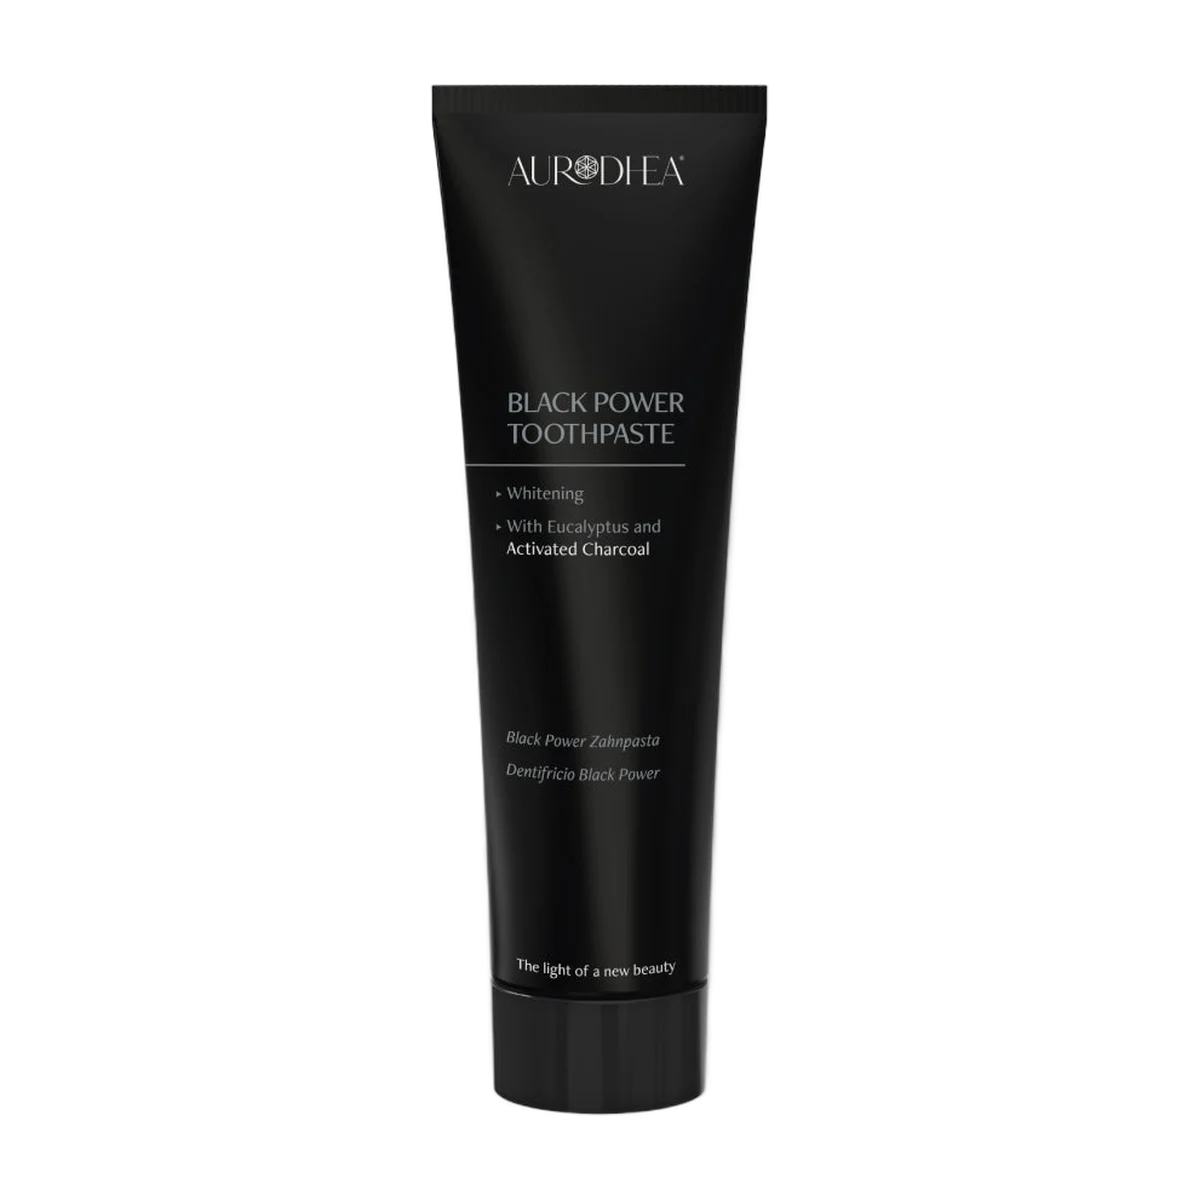 AURODHEA®
BLACK POWER
TOOTHPASTE
▸ Whitening
▸ With Eucalyptus and
Activated Charcoal
Black Power Zahnpasta
Dentifricio Black Power
The light of a new beauty